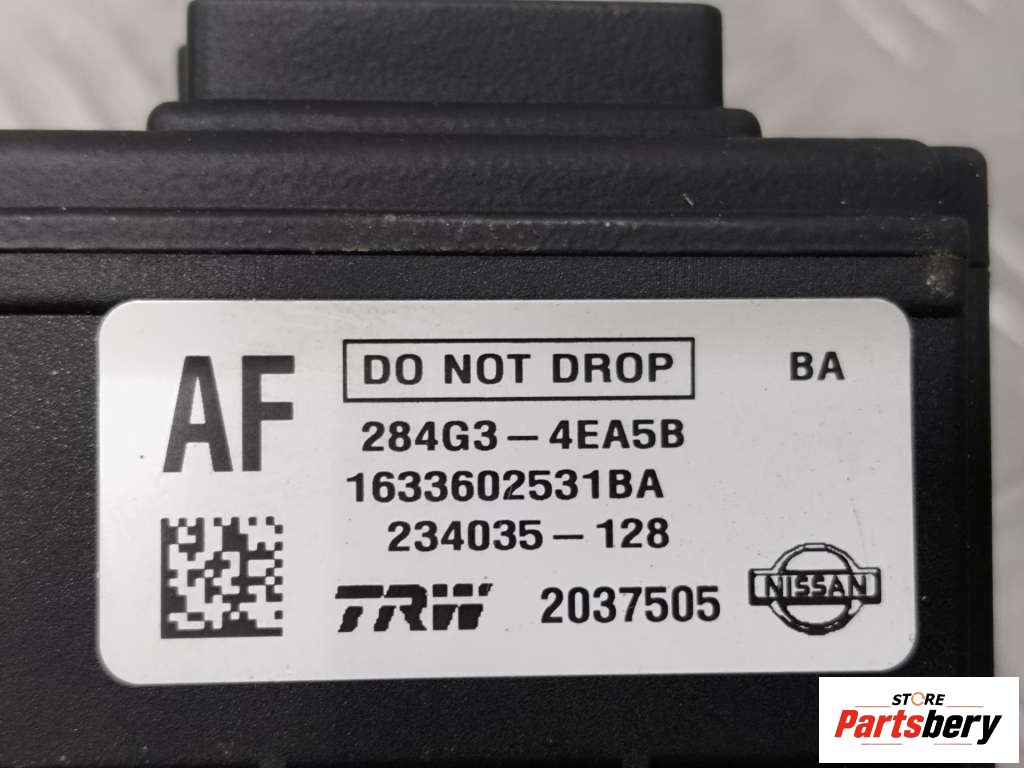 AF
DO NOT DROP
BA
284G3-4EA5B
1633602531BA
234035-128
TRW
2037505
NISSAN
STORE
Partsbery